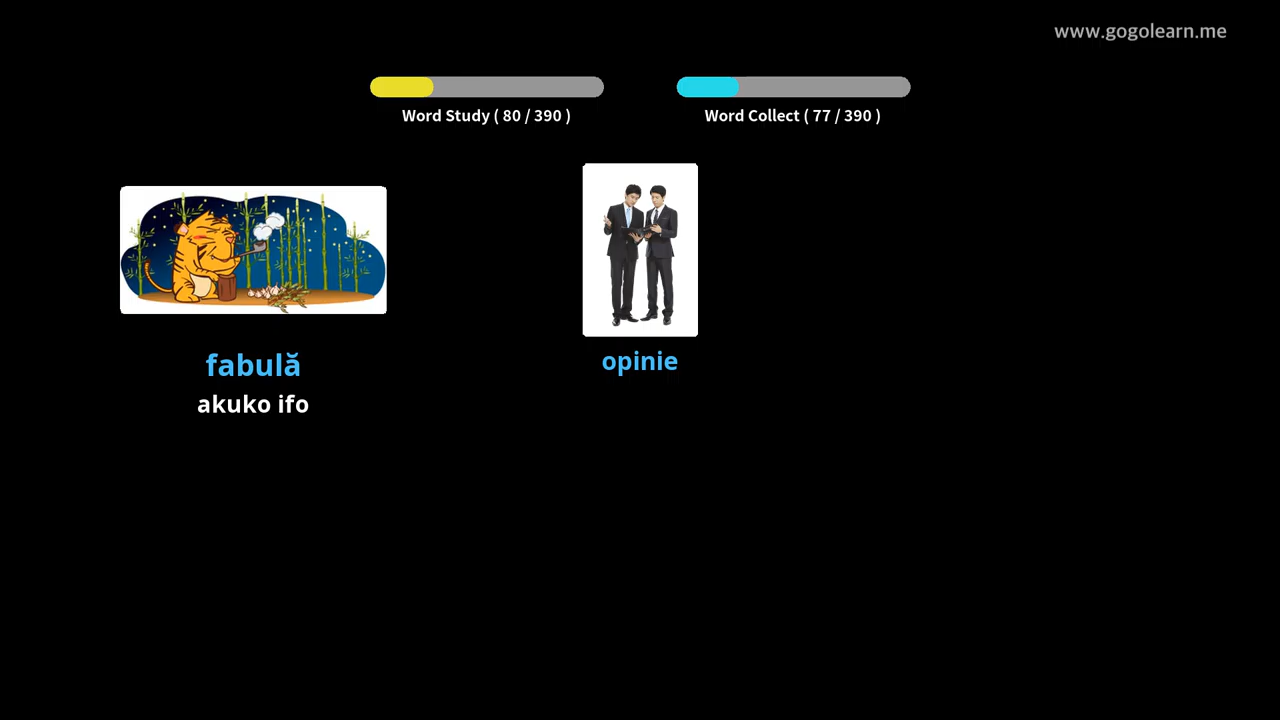 www.gogolearn.me
Word Study ( 80 / 390 )
Word Collect ( 77 / 390 )
fabulă
akuko ifo
opinie